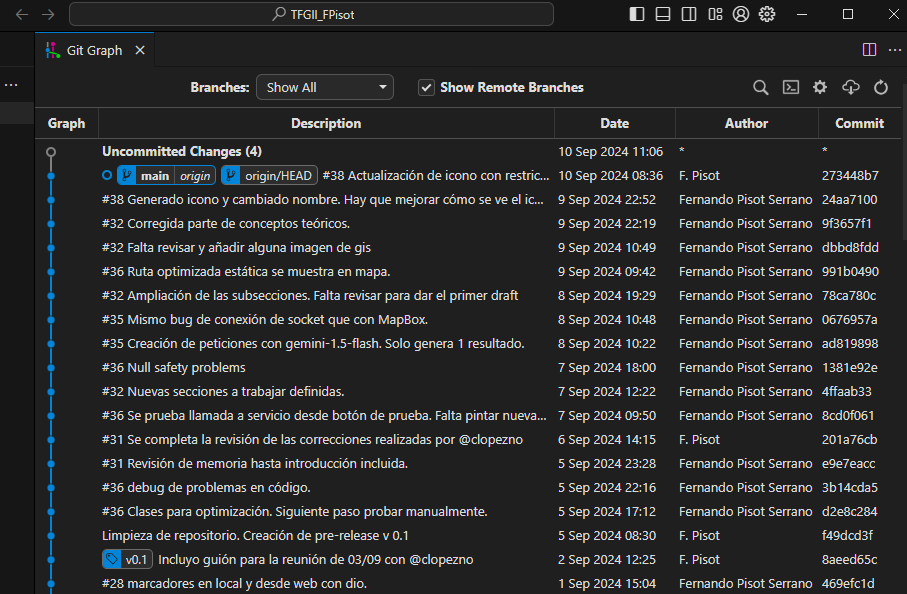 TFGII_FPisot
Git Graph
Branches: Show All Show Remote Branches
Graph Description Date Author Commit
Uncommitted Changes (4) 10 Sep 2024 11:06 * *
main origin origin/HEAD #38 Actualización de icono con restric... 10 Sep 2024 08:36 F. Pisot 273448b7
#38 Generado icono y cambiado nombre. Hay que mejorar cómo se ve el ic... 9 Sep 2024 22:52 Fernando Pisot Serrano 24aa7100
#32 Corregida parte de conceptos teóricos. 9 Sep 2024 22:19 Fernando Pisot Serrano 9f3657f1
#32 Falta revisar y añadir alguna imagen de gis 9 Sep 2024 10:49 Fernando Pisot Serrano dbbd8fdd
#36 Ruta optimizada estática se muestra en mapa. 9 Sep 2024 09:42 Fernando Pisot Serrano 991b0490
#32 Ampliación de las subsecciones. Falta revisar para dar el primer draft 8 Sep 2024 19:29 Fernando Pisot Serrano 78ca780c
#35 Mismo bug de conexión de socket que con MapBox. 8 Sep 2024 10:48 Fernando Pisot Serrano 0676957a
#35 Creación de peticiones con gemini-1.5-flash. Solo genera 1 resultado. 8 Sep 2024 10:22 Fernando Pisot Serrano ad819898
#36 Null safety problems 7 Sep 2024 18:00 Fernando Pisot Serrano 1381e92e
#32 Nuevas secciones a trabajar definidas. 7 Sep 2024 12:22 Fernando Pisot Serrano 4ffaab33
#36 Se prueba llamada a servicio desde botón de prueba. Falta pintar nueva... 7 Sep 2024 09:50 Fernando Pisot Serrano 8cd0f061
#31 Se completa la revisión de las correcciones realizadas por @clopezno 6 Sep 2024 14:15 F. Pisot 201a76cb
#31 Revisión de memoria hasta introducción incluida. 5 Sep 2024 23:28 Fernando Pisot Serrano e9e7eacc
#36 debug de problemas en código. 5 Sep 2024 22:16 Fernando Pisot Serrano 3b14cda5
#36 Clases para optimización. Siguiente paso probar manualmente. 5 Sep 2024 17:12 Fernando Pisot Serrano d2e8c284
Limpieza de repositorio. Creación de pre-release v 0.1 5 Sep 2024 08:30 F. Pisot f49dcd3f
v0.1 Incluyo guión para la reunión de 03/09 con @clopezno 2 Sep 2024 12:25 F. Pisot 8aeed65c
#28 marcadores en local y desde web con dio. 1 Sep 2024 15:04 Fernando Pisot Serrano 469efc1d